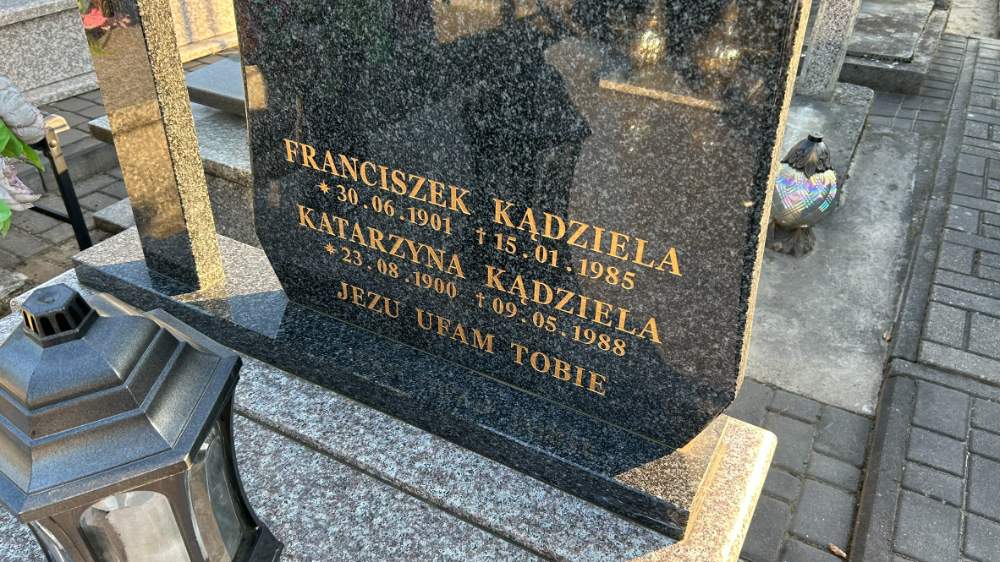 FRANCISZEK KĄDZIELA
*30.06.1901 †15.01.1985
KATARZYNA KĄDZIELA
*23.08.1900 †09.05.1988
JEZU UFAM TOBIE